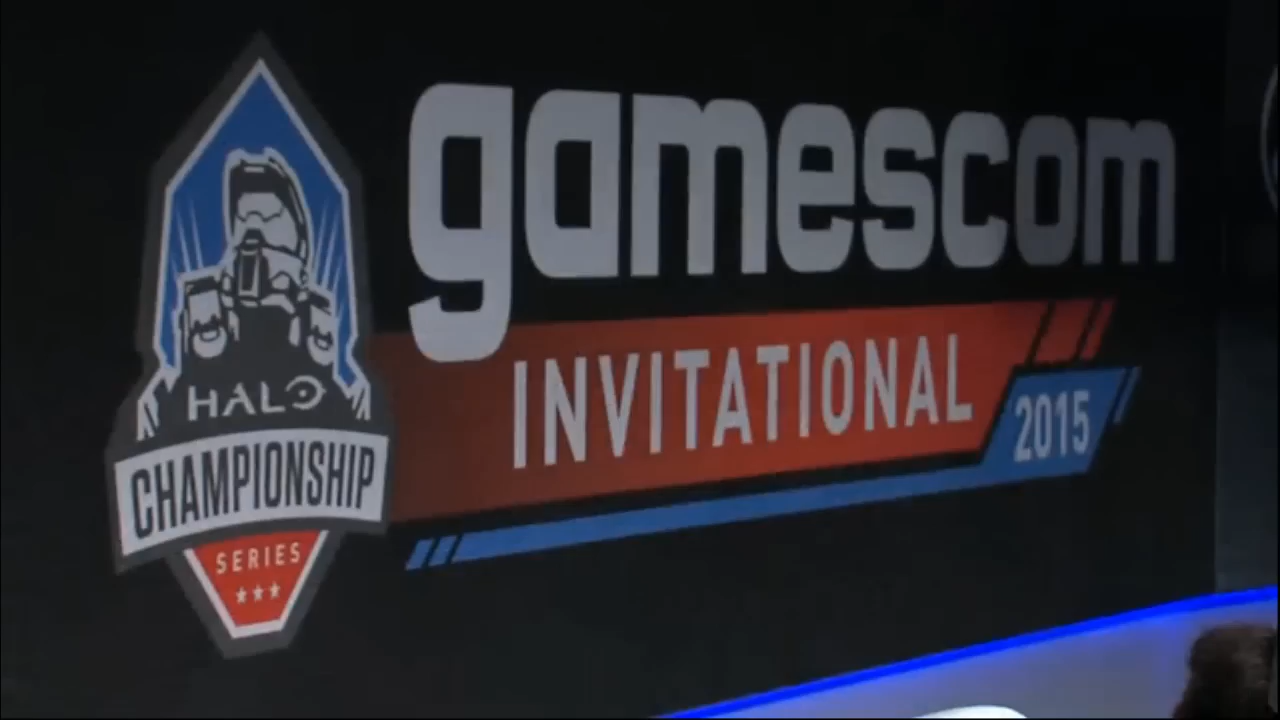 HALO
CHAMPIONSHIP
SERIES
gamescom
INVITATIONAL
2015